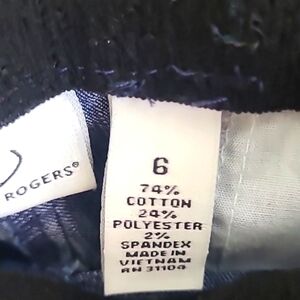 ROGERS®
6
74%
COTTON
24%
POLYESTER
2%
SPANDEX
MADE IN
VIETNAM
RN 31104